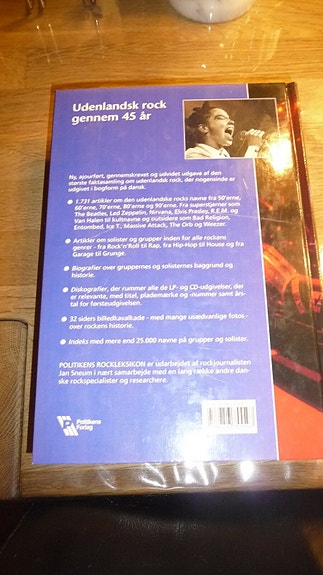 Udenlandsk rock
gennem 45 år
Ny, ajourført, gennemskrevet og udvidet udgave af den
største faktasamling om udenlandsk rock, der nogensinde er
udgivet i bogform på dansk.
• 1.731 artikler om den udenlandske rocks navne fra 50'erne,
60'erne, 70'erne, 80'erne og 90'erne. Fra superstjerner som
The Beatles, Led Zeppelin, Nirvana, Elvis Presley, R.E.M. og
Van Halen til kultnavne og outsidere som Bad Religion,
Entombed, Ice T., Massive Attack, The Orb og Weezer.
• Artikler om solister og grupper inden for alle rockens
genrer - fra Rock'n'Roll til Rap, fra Hip-Hop til House og fra
Garage til Grunge.
• Biografier over gruppernes og solisternes baggrund og
historie.
• Diskografier, der rummer alle de LP- og CD-udgivelser, der
er relevante, med titel, plademærke og -nummer samt års-
tal for førsteudgivelsen.
• 32 siders billedkavalkade - med mange usædvanlige fotos
over rockens historie.
• Indeks med mere end 25.000 navne på grupper og solister.
POLITIKENS ROCKLEKSIKON er udarbejdet af rockjournalisten
Jan Sneum i nært samarbejde med en lang række andre dan-
ske rockspecialister og researchere.
Politikens
Forlag